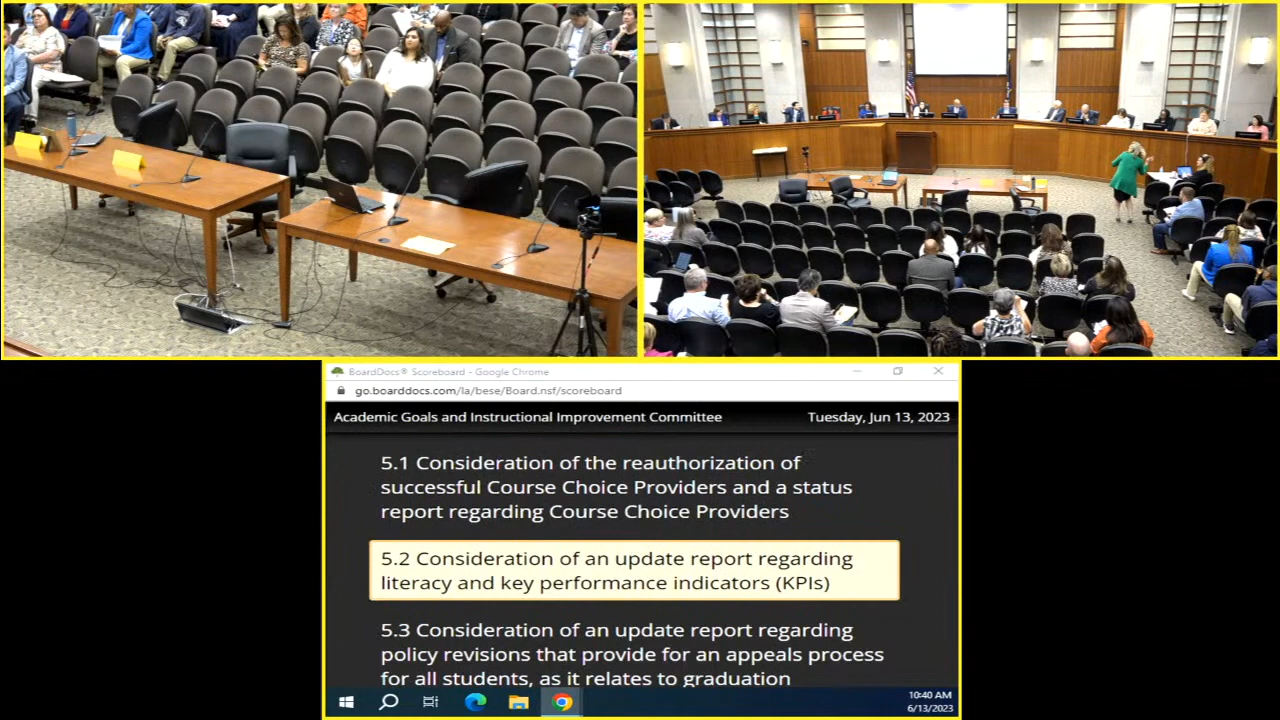 BoardDocs® Scoreboard - Google Chrome
go.boarddocs.com/la/bese/Board.nsf/scoreboard
Academic Goals and Instructional Improvement Committee Tuesday, Jun 13, 2023
5.1 Consideration of the reauthorization of
successful Course Choice Providers and a status
report regarding Course Choice Providers
5.2 Consideration of an update report regarding
literacy and key performance indicators (KPIs)
5.3 Consideration of an update report regarding
policy revisions that provide for an appeals process
for all students, as it relates to graduation
10:40 AM
6/13/2023